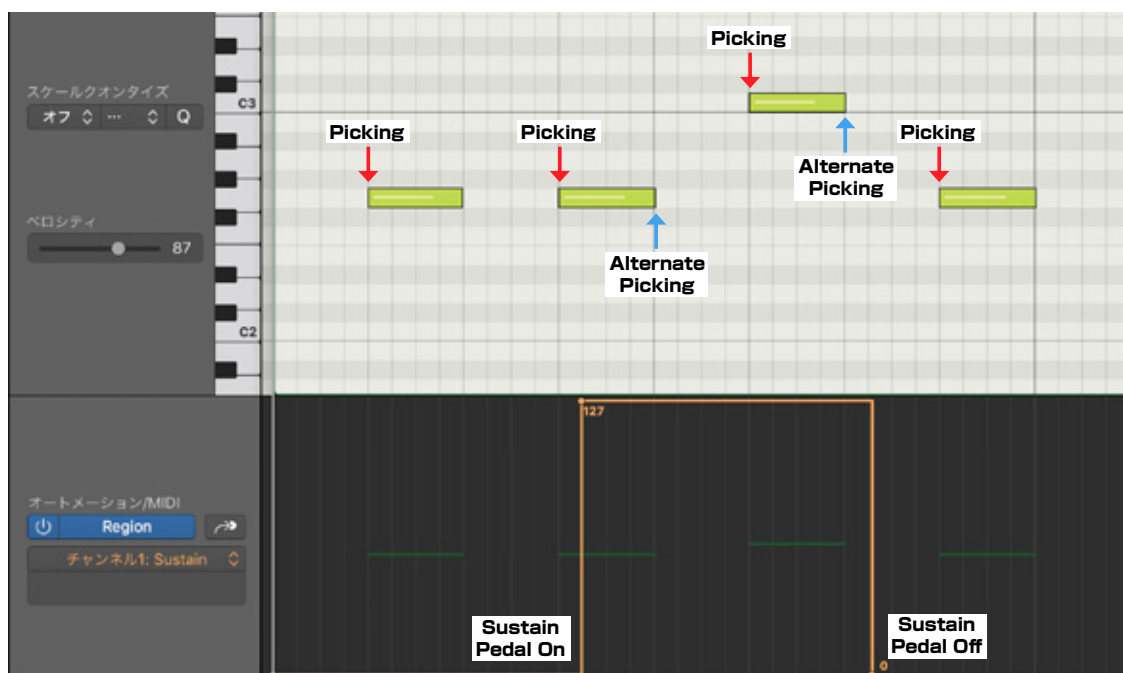 Picking
スケールクオンタイズ
オフ ... Q
C3
Picking
Picking
Picking
Alternate
Picking
ベロシティ
87
Alternate
Picking
C2
127
オートメーション/MIDI
Region
チャンネル1: Sustain
Sustain
Pedal On
Sustain
Pedal Off
0